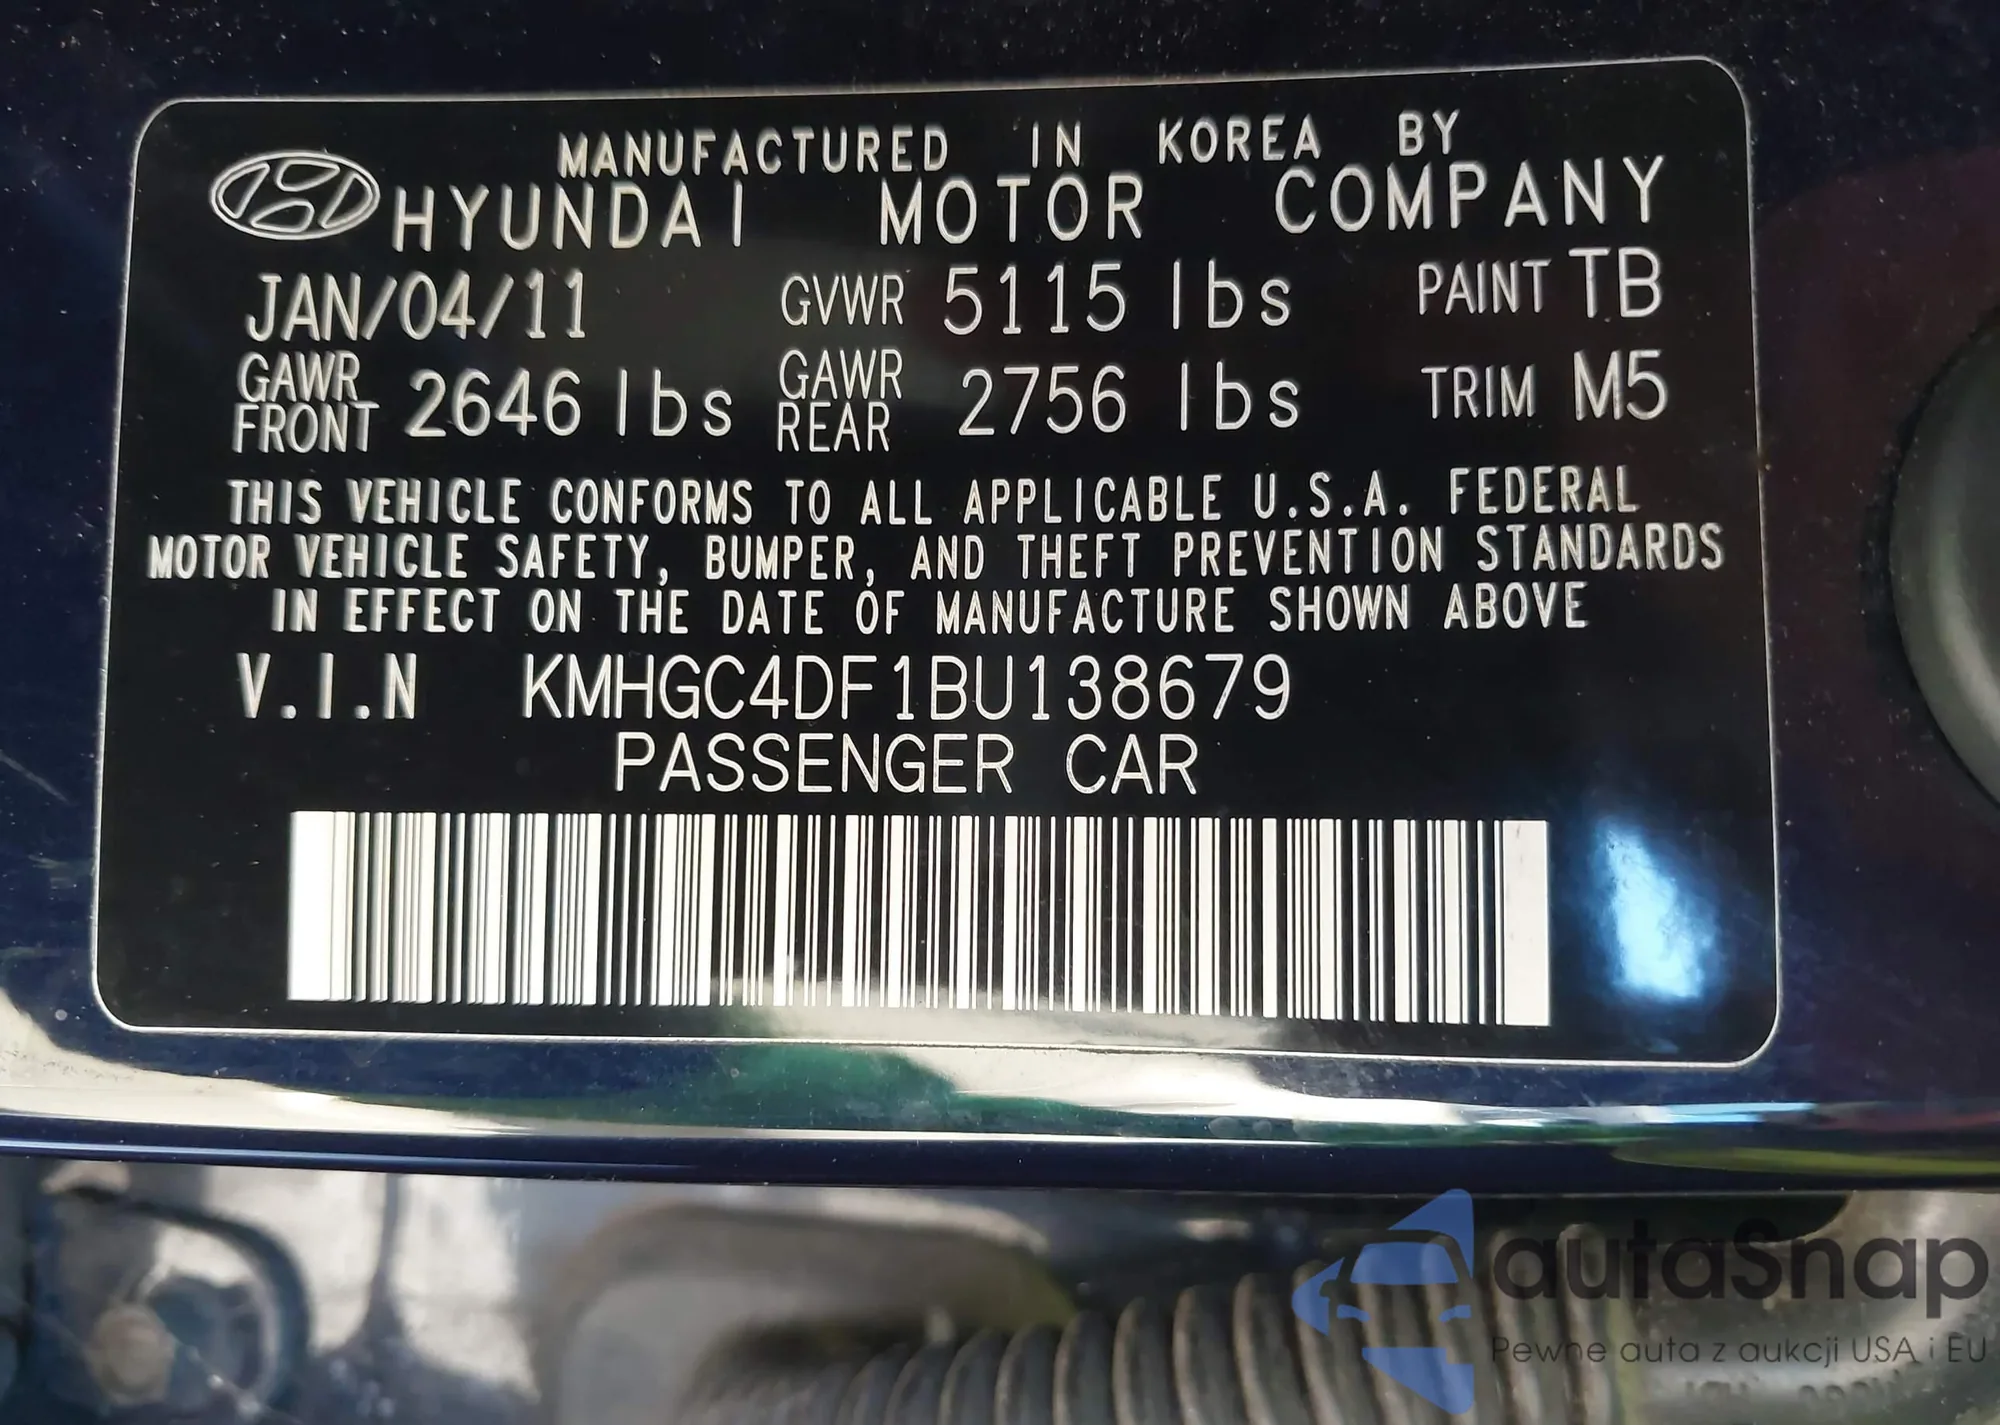 MANUFACTURED IN KOREA BY
HYUNDAI MOTOR COMPANY
JAN/04/11 GVWR 5115 lbs PAINT TB
GAWR FRONT 2646 lbs GAWR REAR 2756 lbs TRIM M5
THIS VEHICLE CONFORMS TO ALL APPLICABLE U.S.A. FEDERAL
MOTOR VEHICLE SAFETY, BUMPER, AND THEFT PREVENTION STANDARDS
IN EFFECT ON THE DATE OF MANUFACTURE SHOWN ABOVE
V.I.N KMHGC4DF1BU138679
PASSENGER CAR
autaSnap
Pewne auta z aukcji USA i EU